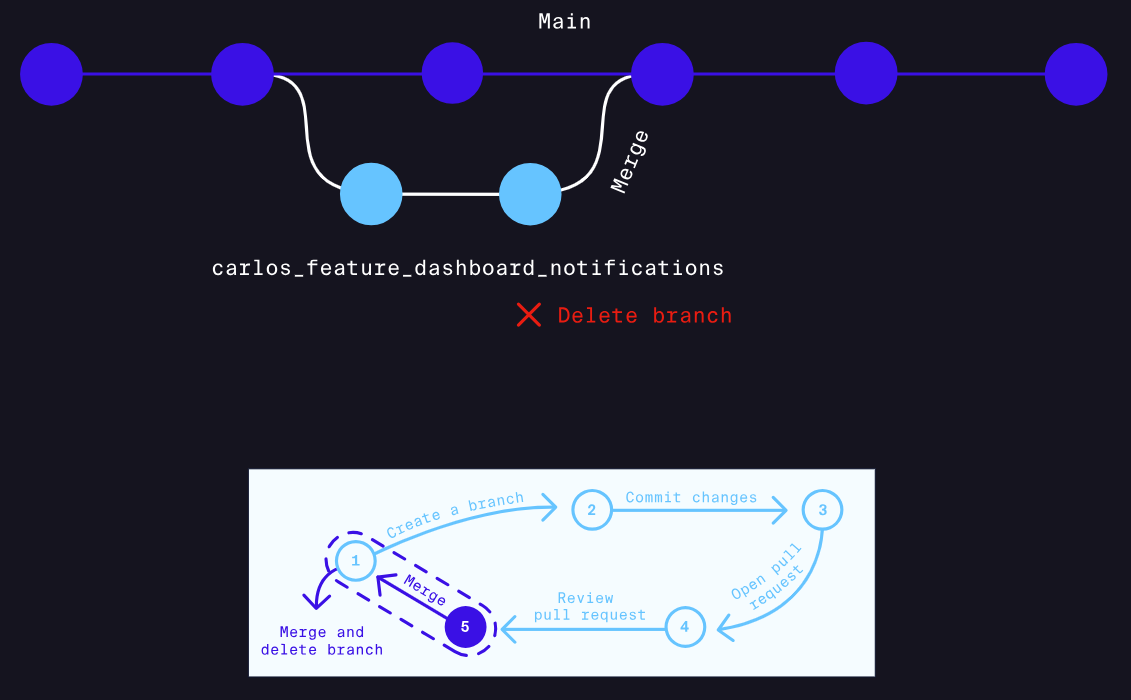 Main
Merge
carlos_feature_dashboard_notifications
Delete branch
Create a branch
2
Commit changes
3
1
Merge
Open pull
request
Review
pull request
5
4
Merge and
delete branch